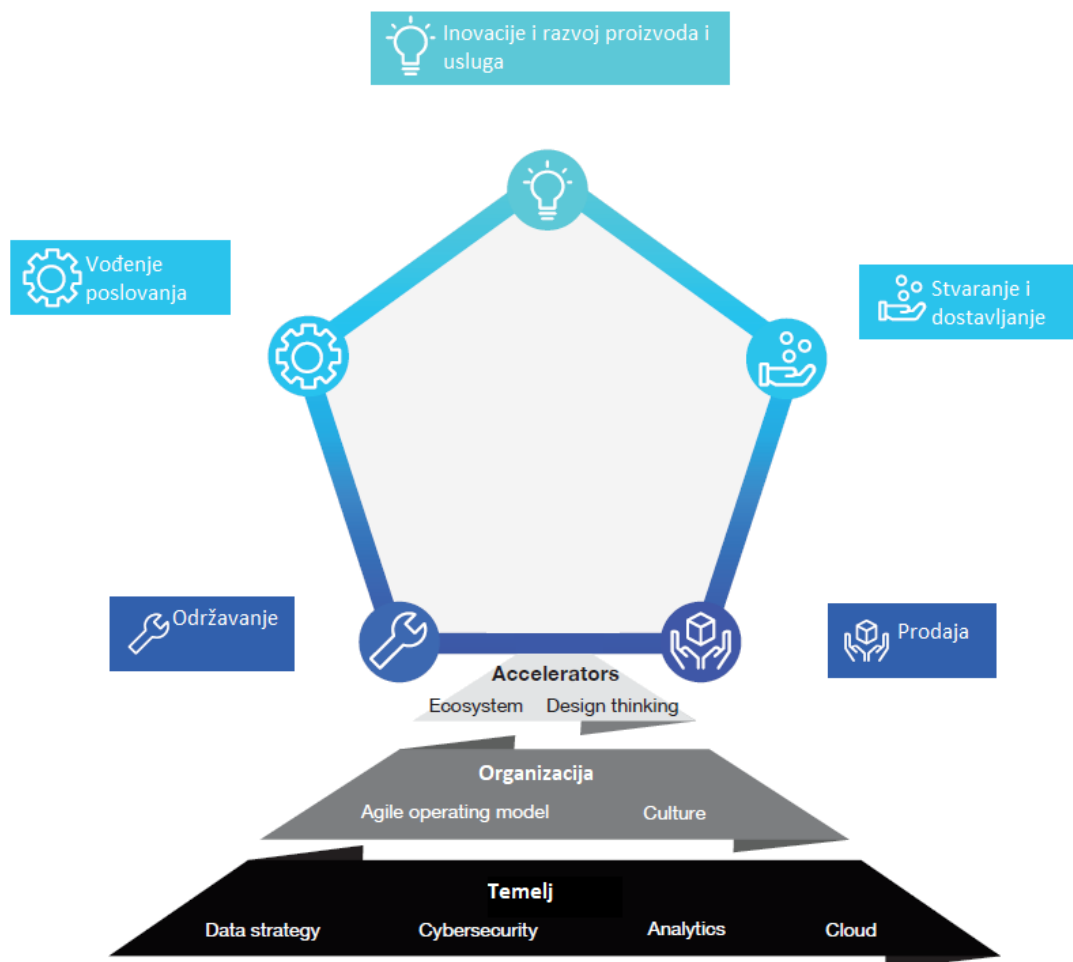 Inovacije i razvoj proizvoda i
usluga
Vođenje
poslovanja
Stvaranje i
dostavljanje
Održavanje
Prodaja
Accelerators
Ecosystem Design thinking
Organizacija
Agile operating model Culture
Temelj
Data strategy Cybersecurity Analytics Cloud